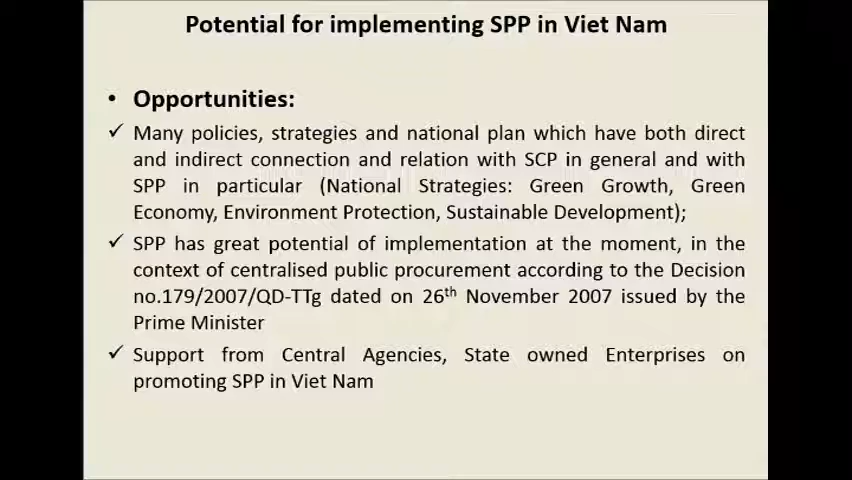 Potential for implementing SPP in Viet Nam
• Opportunities:
✓ Many policies, strategies and national plan which have both direct
and indirect connection and relation with SCP in general and with
SPP in particular (National Strategies: Green Growth, Green
Economy, Environment Protection, Sustainable Development);
✓ SPP has great potential of implementation at the moment, in the
context of centralised public procurement according to the Decision
no.179/2007/QD-TTg dated on 26th November 2007 issued by the
Prime Minister
✓ Support from Central Agencies, State owned Enterprises on
promoting SPP in Viet Nam